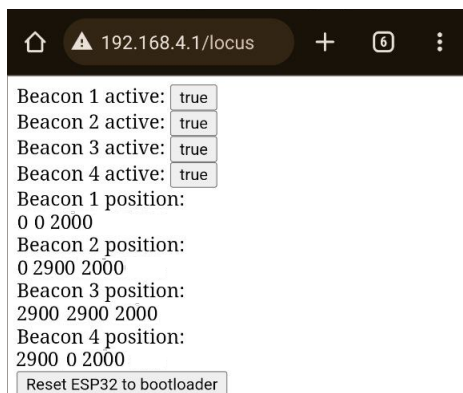 192.168.4.1/locus
6
Beacon 1 active: true
Beacon 2 active: true
Beacon 3 active: true
Beacon 4 active: true
Beacon 1 position:
0 0 2000
Beacon 2 position:
0 2900 2000
Beacon 3 position:
2900 2900 2000
Beacon 4 position:
2900 0 2000
Reset ESP32 to bootloader